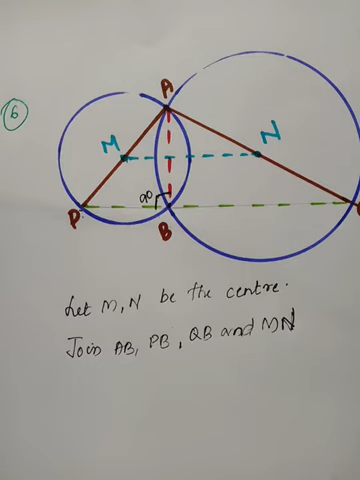 6
A
M
N
90
P
B
Let M, N be the centre.
Join AB, PB, QB and MN